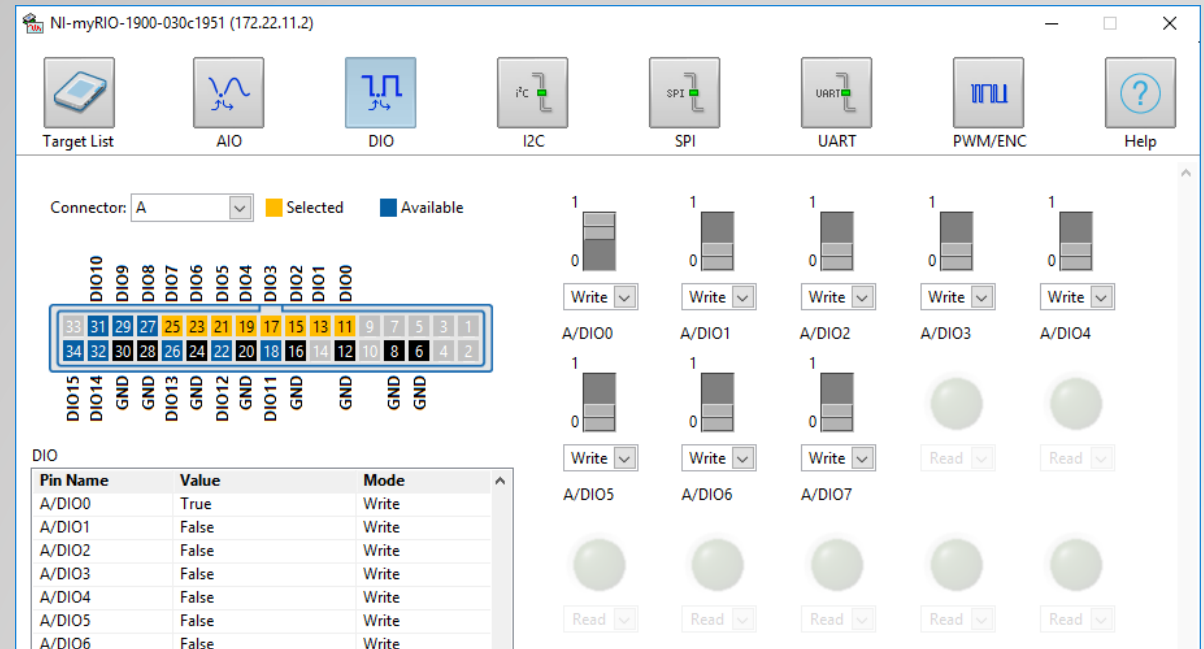 NI-myRIO-1900-030c1951 (172.22.11.2)
Target List AIO DIO I2C SPI UART PWM/ENC Help
i²C SPI UART ?
Connector: A Selected Available
DIO10 DIO9 DIO8 DIO7 DIO6 DIO5 DIO4 DIO3 DIO2 DIO1 DIO0
33 31 29 27 25 23 21 19 17 15 13 11 9 7 5 3 1
34 32 30 28 26 24 22 20 18 16 14 12 10 8 6 4 2
DIO15 DIO14 GND GND DIO13 GND DIO12 GND DIO11 GND GND GND GND
DIO
Pin Name Value Mode
A/DIO0 True Write
A/DIO1 False Write
A/DIO2 False Write
A/DIO3 False Write
A/DIO4 False Write
A/DIO5 False Write
A/DIO6 False Write
1 1 1 1 1
0 0 0 0 0
Write Write Write Write Write
A/DIO0 A/DIO1 A/DIO2 A/DIO3 A/DIO4
1 1 1
0 0 0
Write Write Write Read Read
A/DIO5 A/DIO6 A/DIO7
Read Read Read Read Read